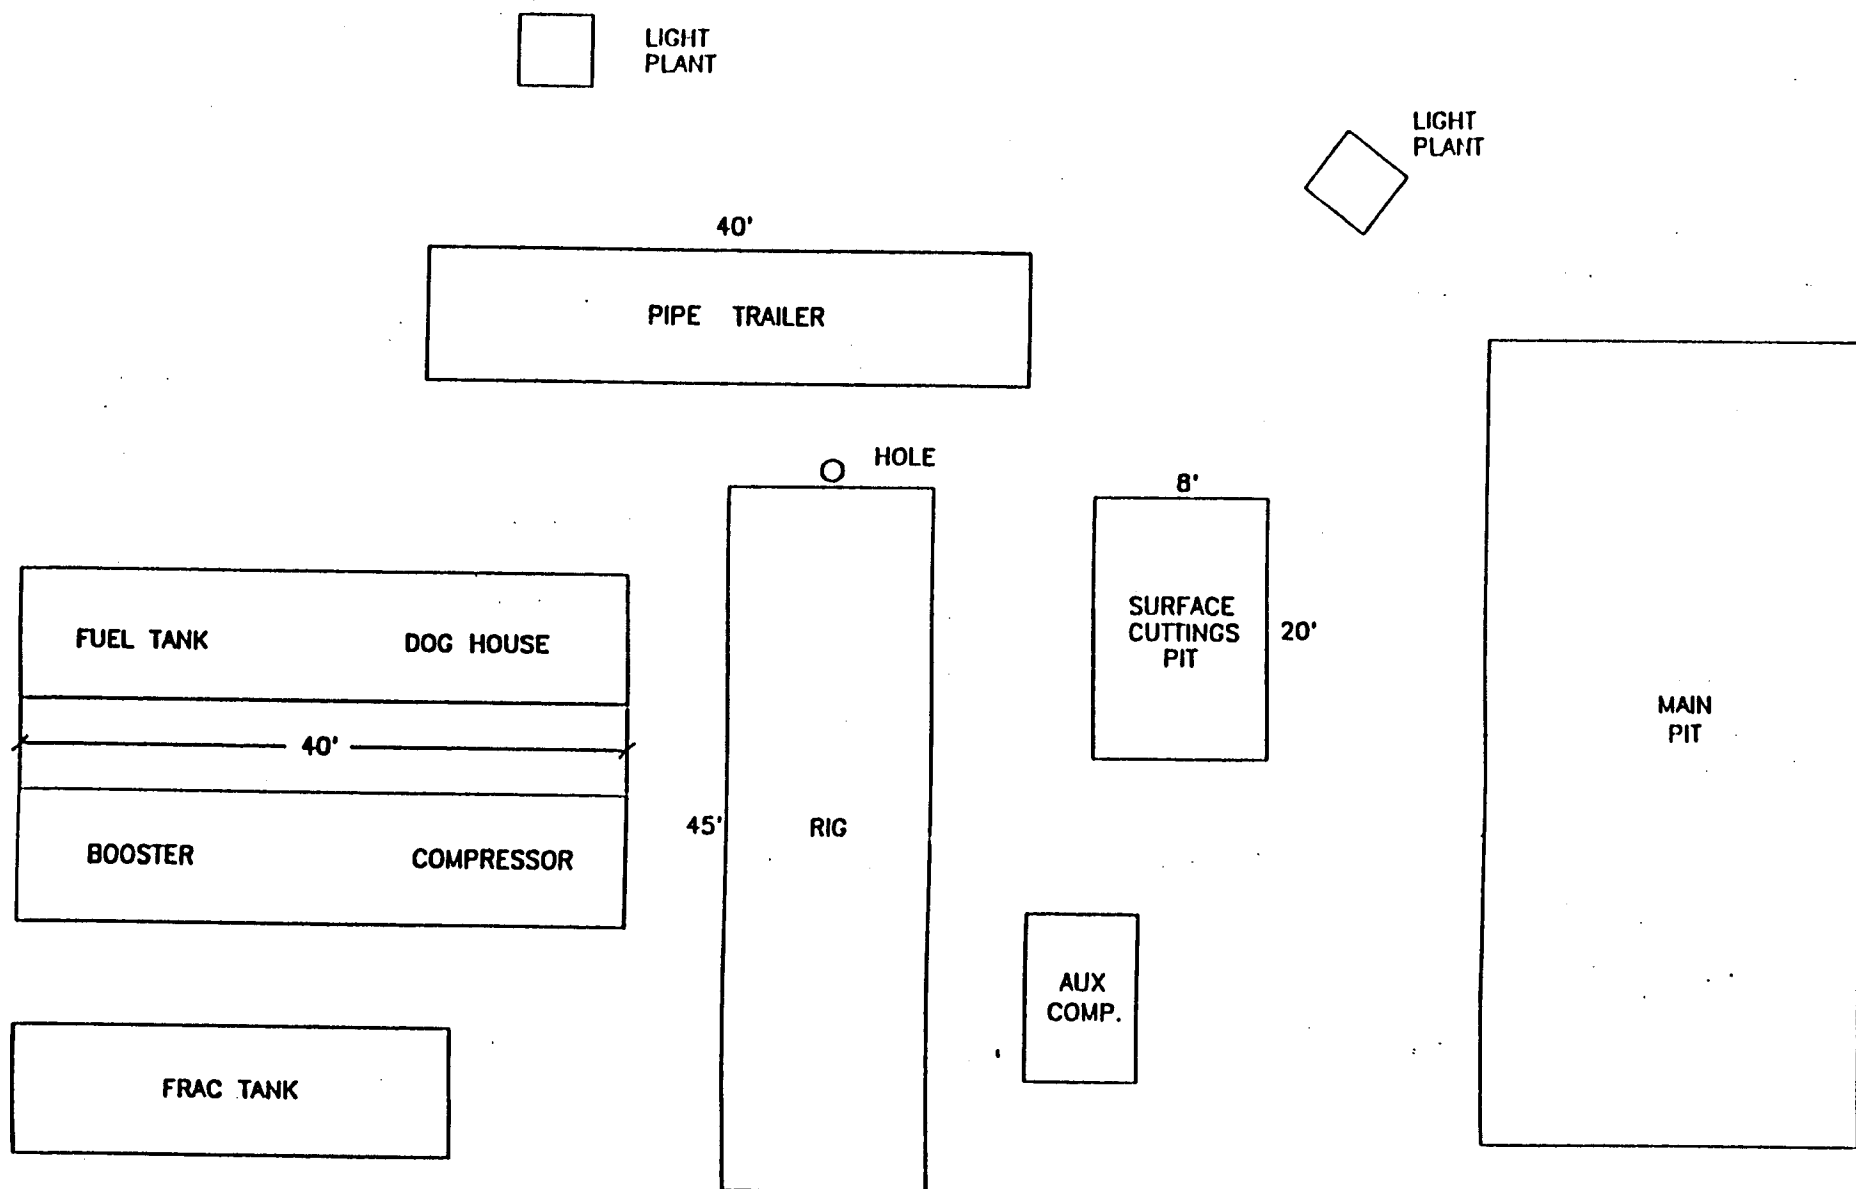 LIGHT
PLANT
LIGHT
PLANT
40'
PIPE TRAILER
HOLE
8'
SURFACE
CUTTINGS
PIT
20'
FUEL TANK DOG HOUSE
40'
MAIN
PIT
45'
RIG
BOOSTER COMPRESSOR
AUX
COMP.
FRAC TANK